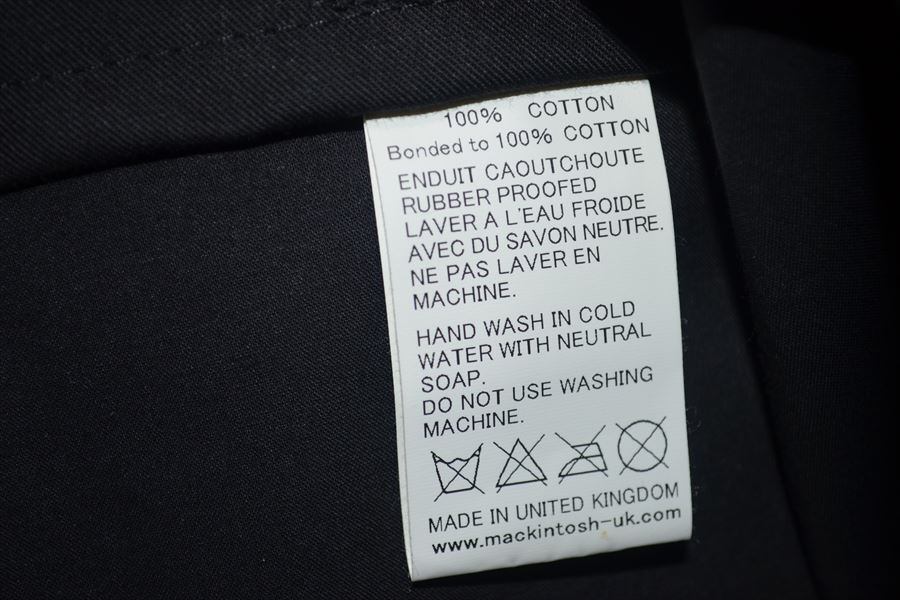 100% COTTON
Bonded to 100% COTTON
ENDUIT CAOUTCHOUTE
RUBBER PROOFED
LAVER A L'EAU FROIDE
AVEC DU SAVON NEUTRE.
NE PAS LAVER EN
MACHINE.
HAND WASH IN COLD
WATER WITH NEUTRAL
SOAP.
DO NOT USE WASHING
MACHINE.
MADE IN UNITED KINGDOM
www.mackintosh-uk.com